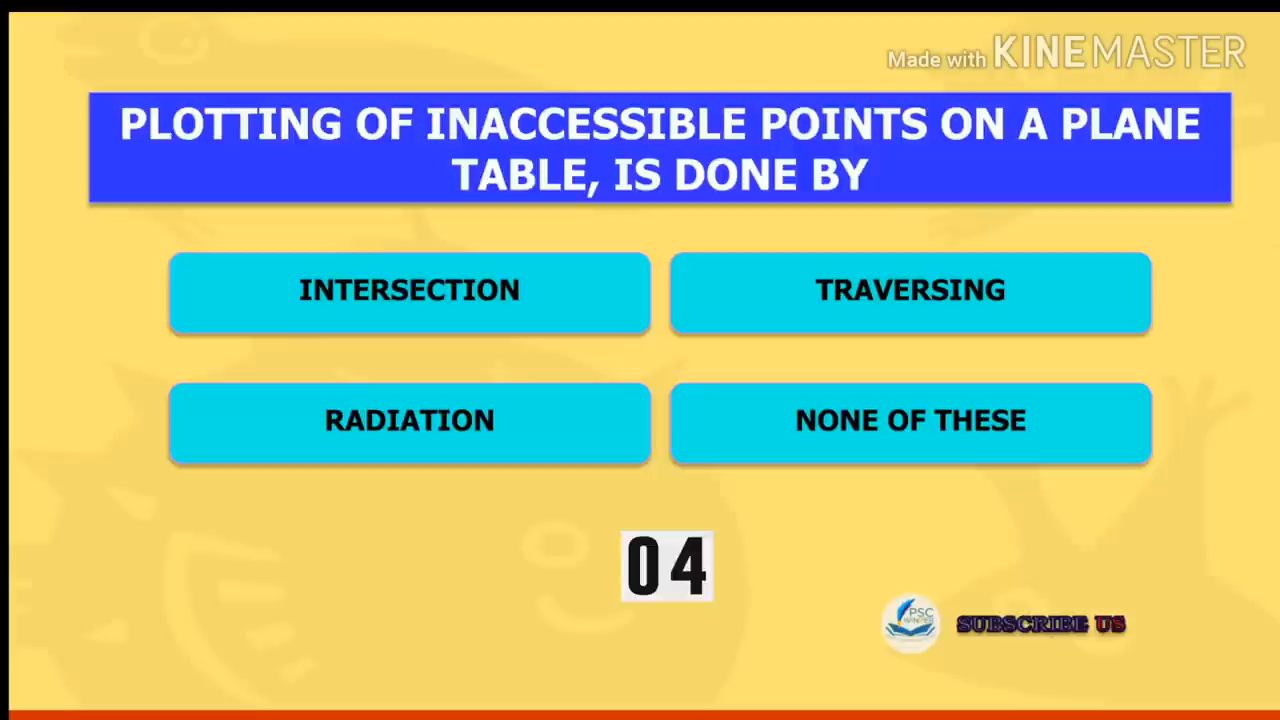 Made with KINEMASTER
PLOTTING OF INACCESSIBLE POINTS ON A PLANE
TABLE, IS DONE BY
INTERSECTION
TRAVERSING
RADIATION
NONE OF THESE
04
PSC
SUBSCRIBE US